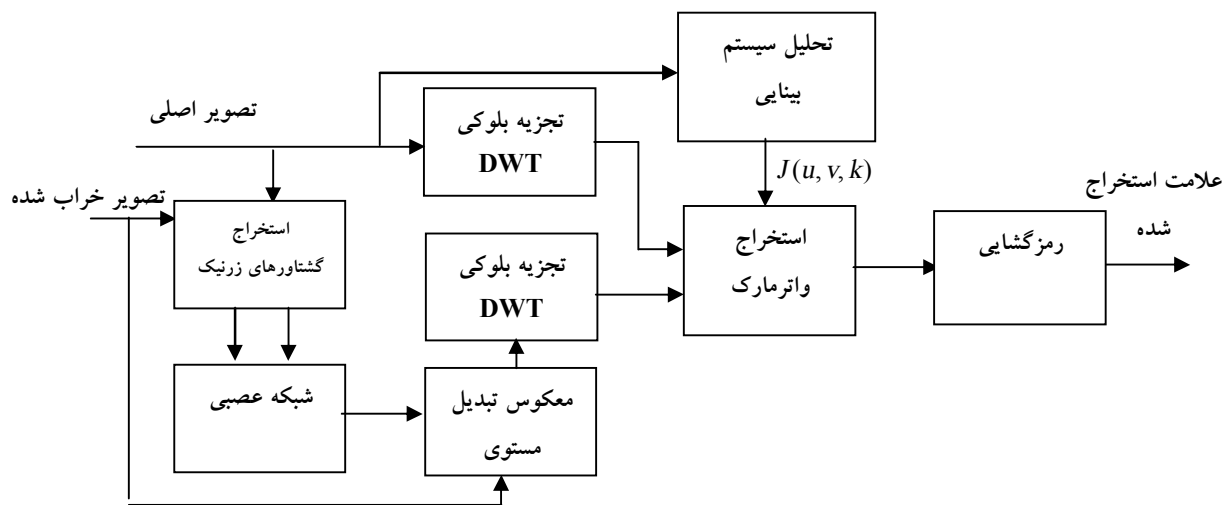 تحلیل سیستم
بینایی
تصویر اصلی
تجزیه بلوکی
DWT
J(u, v, k)
علامت استخراج
شده
تصویر خراب شده
استخراج
گشتاورهای زرنیک
استخراج
واترمارک
رمزگشایی
تجزیه بلوکی
DWT
شبکه عصبی
معکوس تبدیل
مستوی